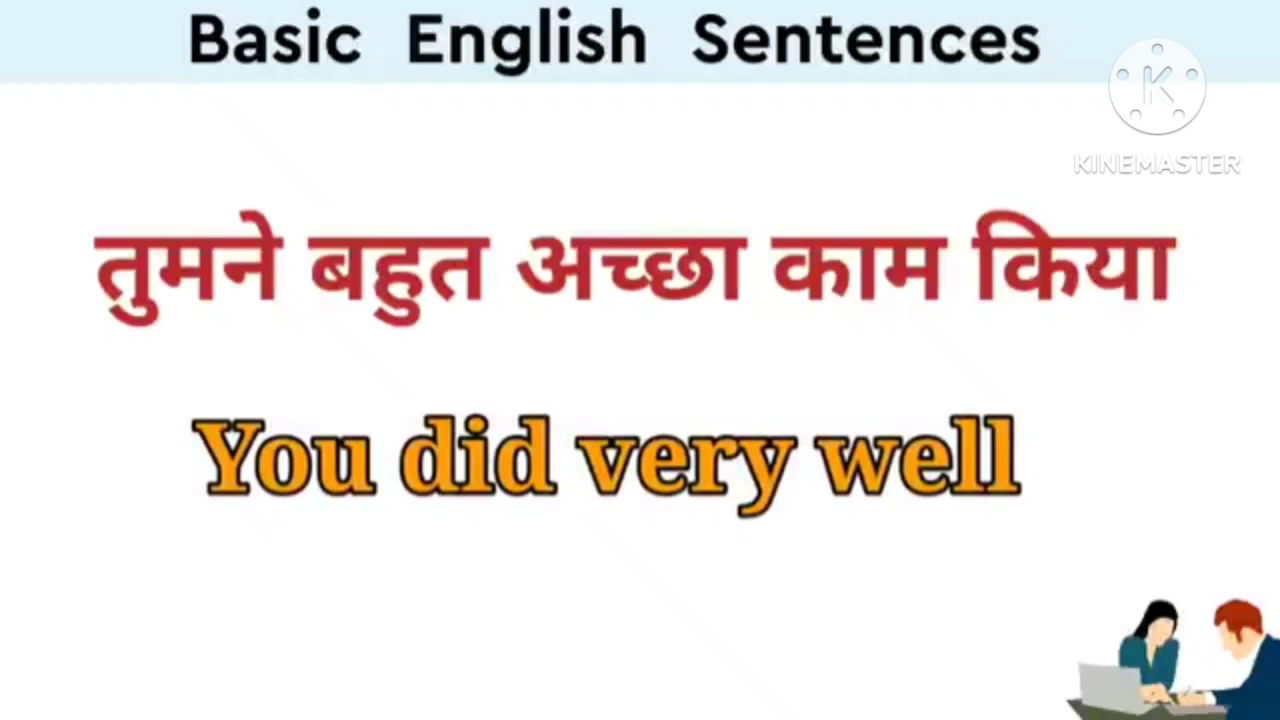 Basic English Sentences
K
KINEMASTER
तुमने बहुत अच्छा काम किया
You did very well